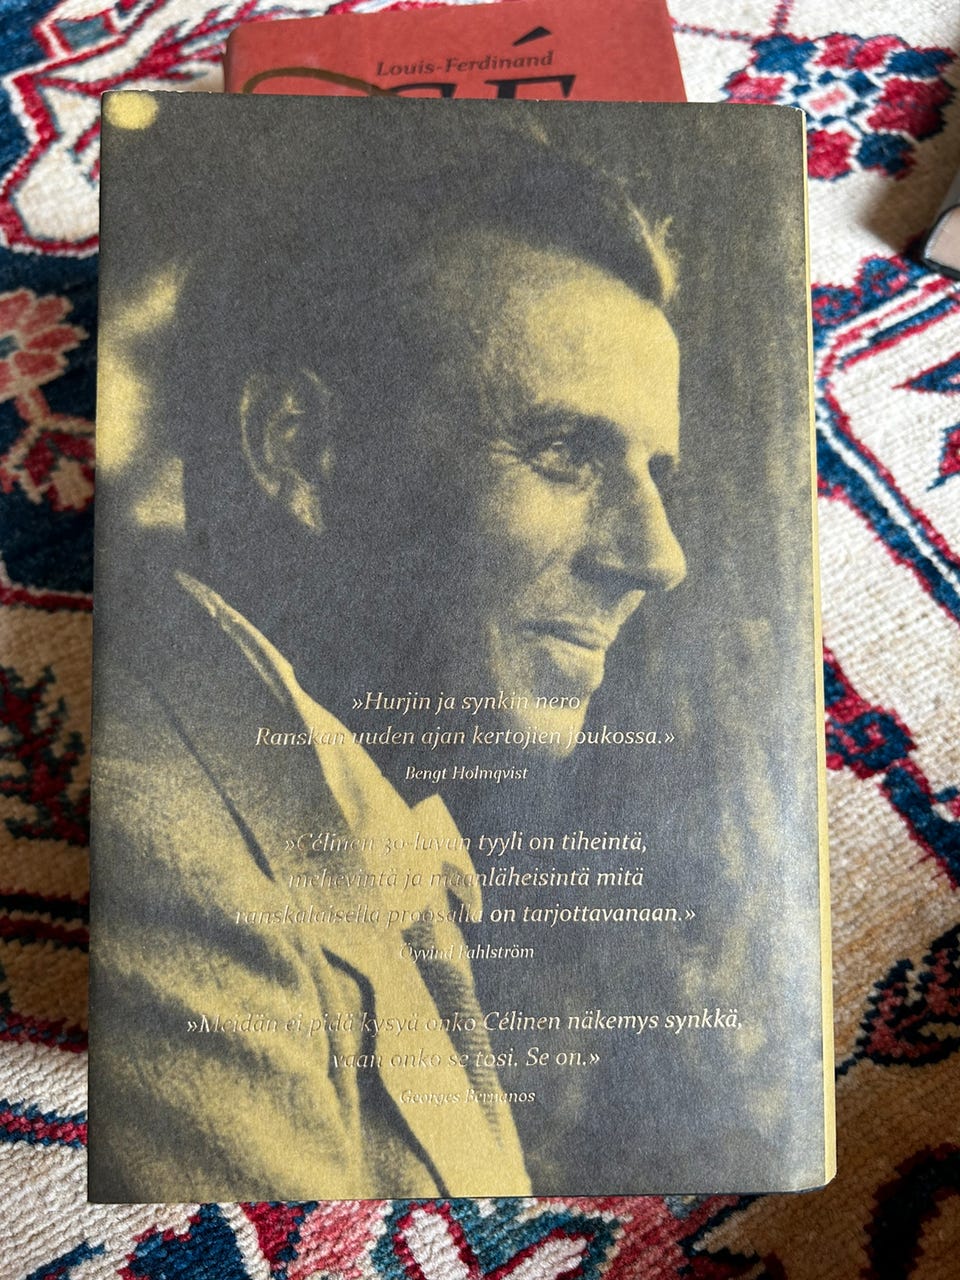 Louis-Ferdinand
»Hurjin ja synkin nero
Ranskan uuden ajan kertojien joukossa.»
Bengt Holmqvist
»Célinen 30-luvun tyyli on tiheintä,
mehevintä ja maanläheisintä mitä
ranskalaisella proosalla on tarjottavanaan.»
Öyvind Fahlström
»Meidän ei pidä kysyä onko Célinen näkemys synkkä,
vaan onko se tosi. Se on.»
Georges Bernanos